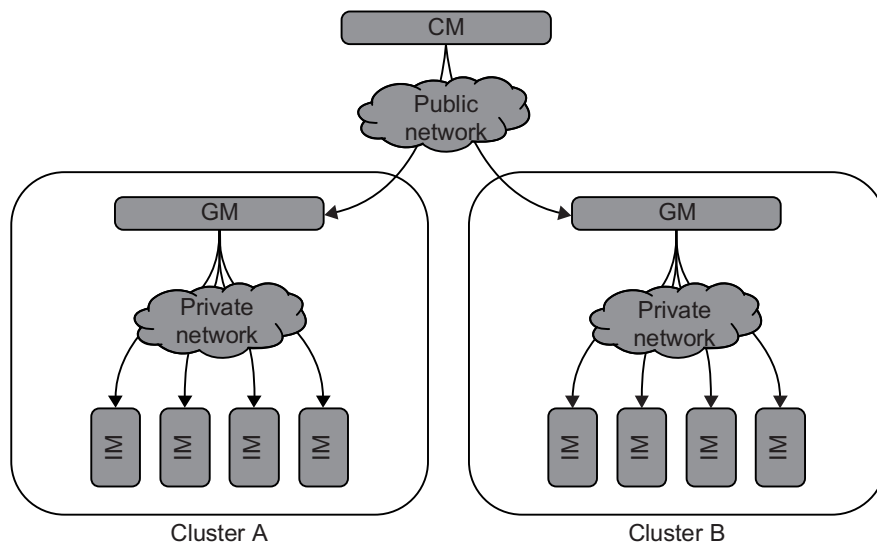 CM
Public
network
GM
GM
Private
network
Private
network
IM
IM
IM
IM
IM
IM
IM
IM
Cluster A
Cluster B